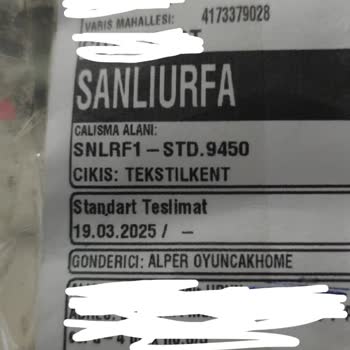 VARIS MAHALLESI: 4173379028
T
SANLIURFA
CALISMA ALANI:
SNLRF1-STD.9450
CIKIS: TEKSTILKENT
Standart Teslimat
19.03.2025 / -
GONDERICI: ALPER OYUNCAKHOME